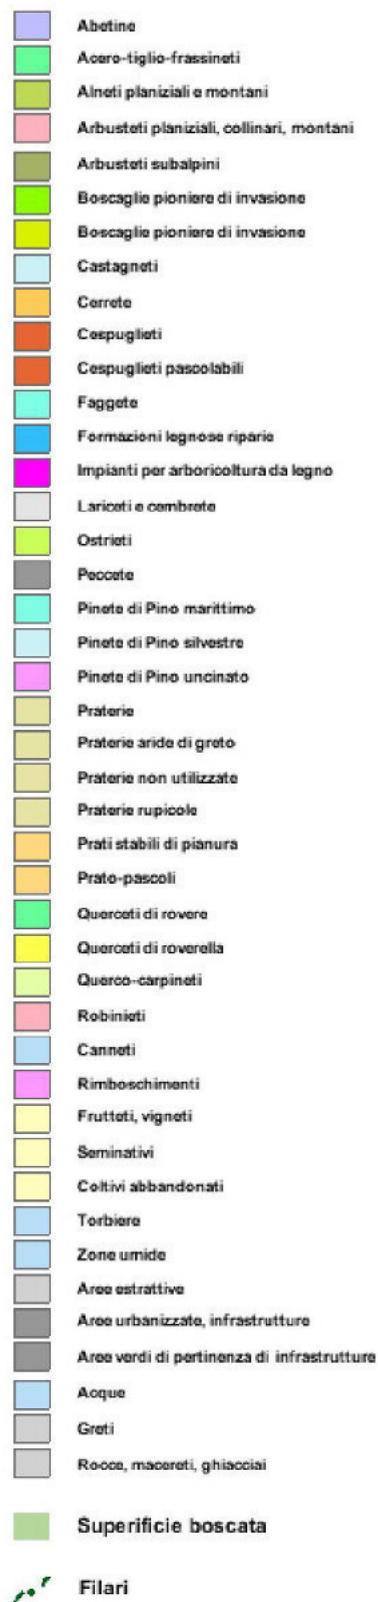 Abetine
Acero-tiglio-frassineti
Alneti planiziali e montani
Arbusteti planiziali, collinari, montani
Arbusteti subalpini
Boscaglie pioniere di invasione
Boscaglie pioniere di invasione
Castagneti
Cerrete
Cespuglieti
Cespuglieti pascolabili
Faggete
Formazioni legnose riparie
Impianti per arboricoltura da legno
Lariceti e cembrete
Ostrieti
Peccete
Pinete di Pino marittimo
Pinete di Pino silvestre
Pinete di Pino uncinato
Praterie
Praterie aride di greto
Praterie non utilizzate
Praterie rupicole
Prati stabili di pianura
Prato-pascoli
Querceti di rovere
Querceti di roverella
Querco-carpineti
Robinieti
Canneti
Rimboschimenti
Frutteti, vigneti
Seminativi
Coltivi abbandonati
Torbiere
Zone umide
Aree estrattive
Aree urbanizzate, infrastrutture
Aree verdi di pertinenza di infrastrutture
Acque
Greti
Rocce, macereti, ghiacciai
Superificie boscata
Filari